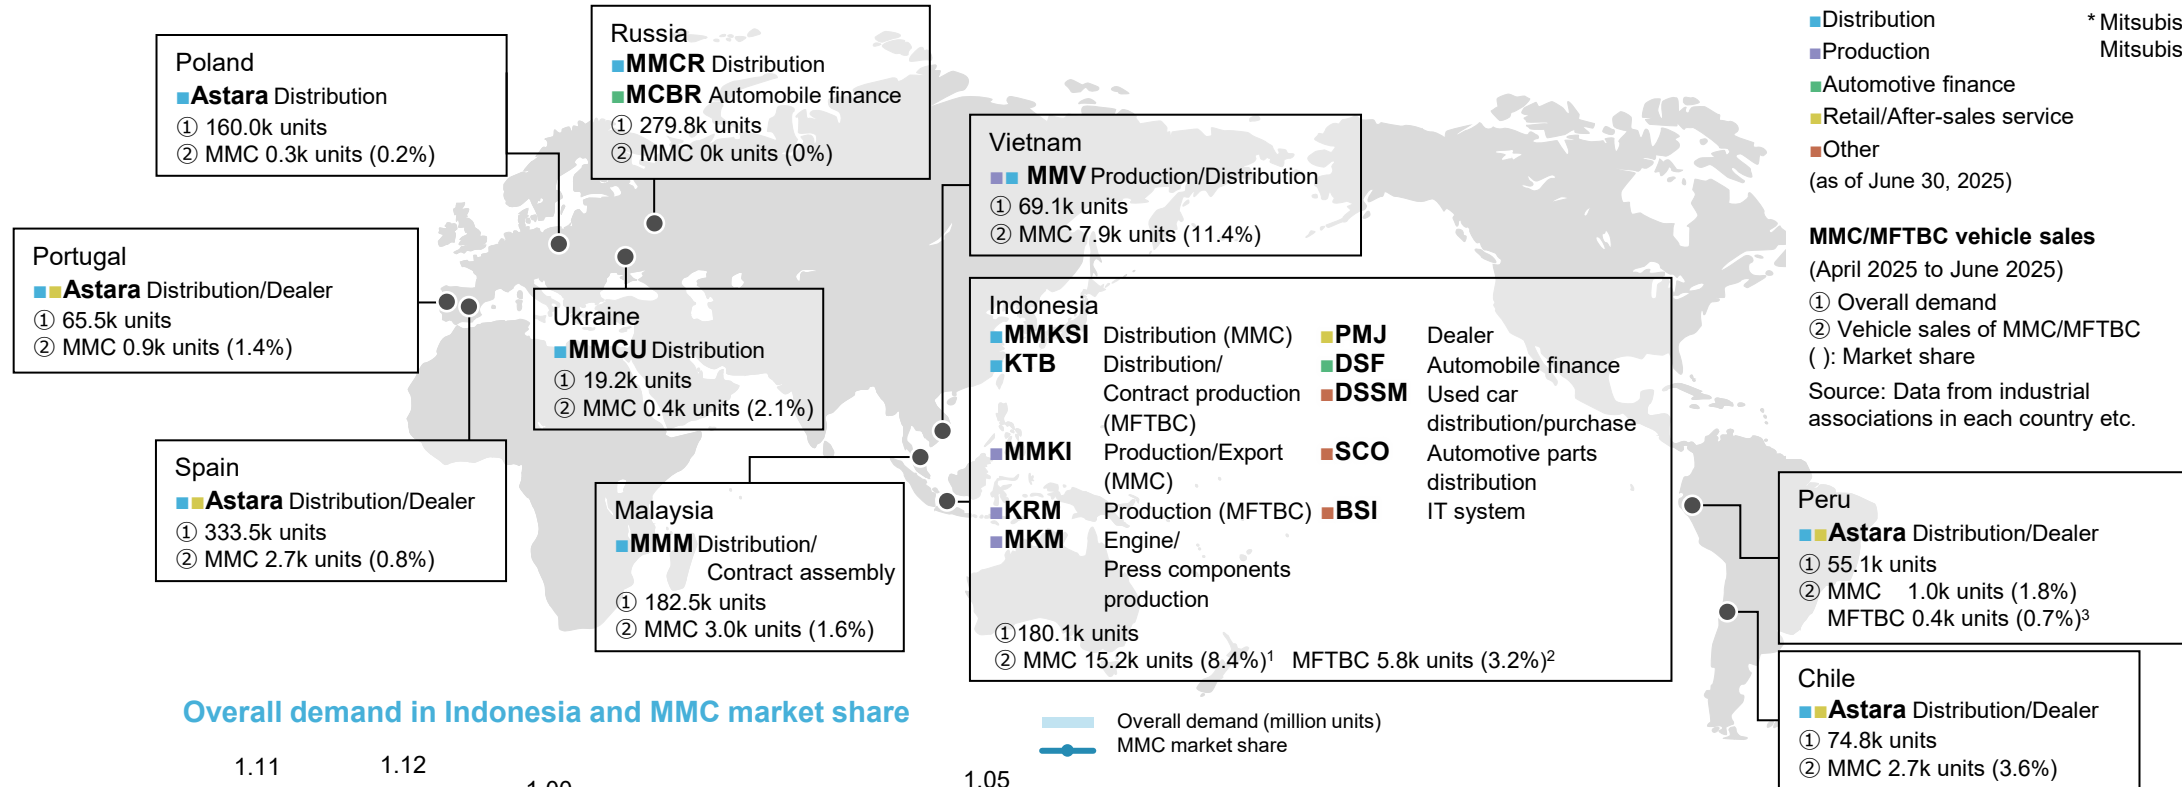 Poland
■Astara Distribution
① 160.0k units
② MMC 0.3k units (0.2%)
Russia
■MMCR Distribution
■MCBR Automobile finance
① 279.8k units
② MMC 0k units (0%)
Vietnam
■■ MMV Production/Distribution
① 69.1k units
② MMC 7.9k units (11.4%)
■Distribution
■Production
■Automotive finance
■Retail/After-sales service
■Other
(as of June 30, 2025)
* Mitsubis
Mitsubis
MMC/MFTBC vehicle sales
(April 2025 to June 2025)
① Overall demand
② Vehicle sales of MMC/MFTBC
( ): Market share
Source: Data from industrial
associations in each country etc.
Portugal
■■Astara Distribution/Dealer
① 65.5k units
② MMC 0.9k units (1.4%)
Ukraine
■MMCU Distribution
① 19.2k units
② MMC 0.4k units (2.1%)
Indonesia
■MMKSI Distribution (MMC)
■KTB Distribution/
Contract production
(MFTBC)
■MMKI Production/Export
(MMC)
■KRM Production (MFTBC)
■MKM Engine/
Press components
production
■PMJ Dealer
■DSF Automobile finance
■DSSM Used car
distribution/purchase
■SCO Automotive parts
distribution
■BSI IT system
①180.1k units
② MMC 15.2k units (8.4%)1 MFTBC 5.8k units (3.2%)2
Spain
■■Astara Distribution/Dealer
① 333.5k units
② MMC 2.7k units (0.8%)
Malaysia
■MMM Distribution/
Contract assembly
① 182.5k units
② MMC 3.0k units (1.6%)
Peru
■■Astara Distribution/Dealer
① 55.1k units
② MMC 1.0k units (1.8%)
MFTBC 0.4k units (0.7%)3
Chile
■■Astara Distribution/Dealer
① 74.8k units
② MMC 2.7k units (3.6%)
Overall demand in Indonesia and MMC market share
Overall demand (million units)
MMC market share
1.11
1.12
1.05